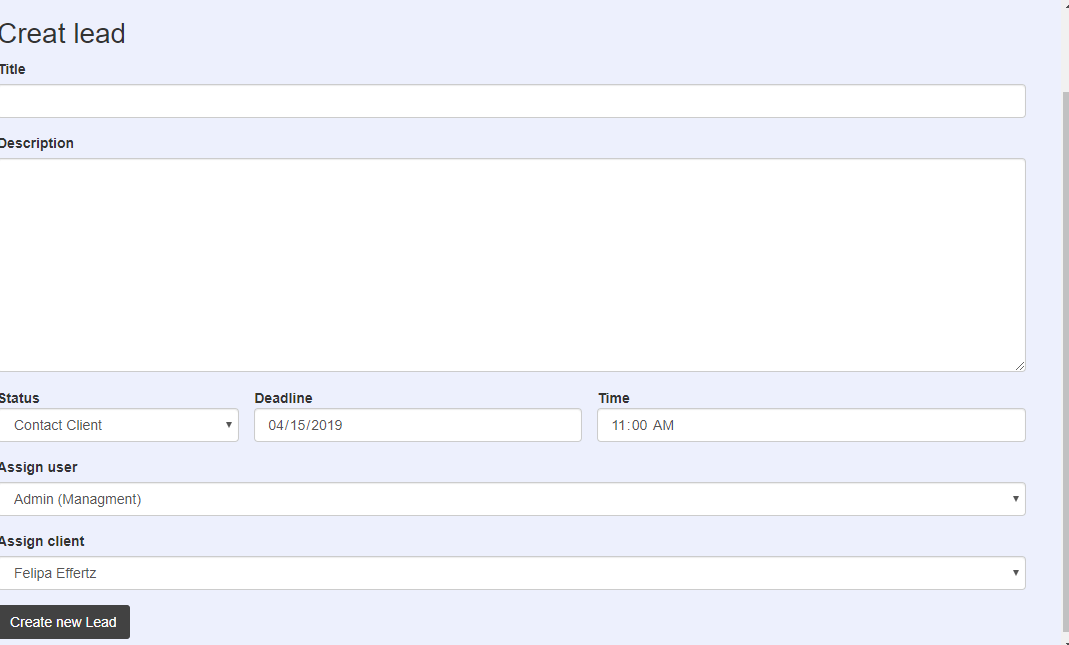 Creat lead
Title
Description
Status Deadline Time
Contact Client 04/15/2019 11:00 AM
Assign user
Admin (Managment)
Assign client
Felipa Effertz
Create new Lead